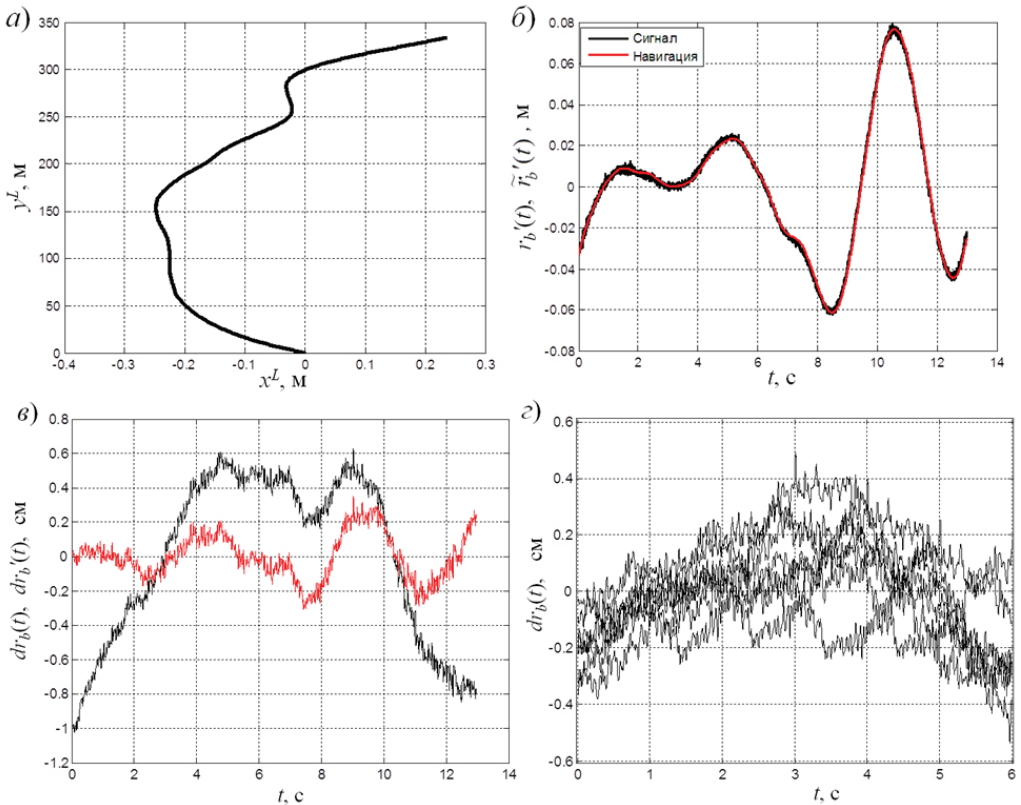 а)
350
300
250
200
150
100
50
0
-0.4 -0.3 -0.2 -0.1 0 0.1 0.2 0.3
yᴸ, м
xᴸ, м
б)
Сигнал
Навигация
0.08
0.06
0.04
0.02
0
-0.02
-0.04
-0.06
-0.08
0 2 4 6 8 10 12 14
r_b′(t), r̃_b′(t) , м
t, с
в)
0.8
0.6
0.4
0.2
0
-0.2
-0.4
-0.6
-0.8
-1
-1.2
0 2 4 6 8 10 12 14
dr_b(t), dr_b′(t), см
t, с
г)
0.6
0.4
0.2
0
-0.2
-0.4
-0.6
0 1 2 3 4 5 6
dr_b(t), см
t, с